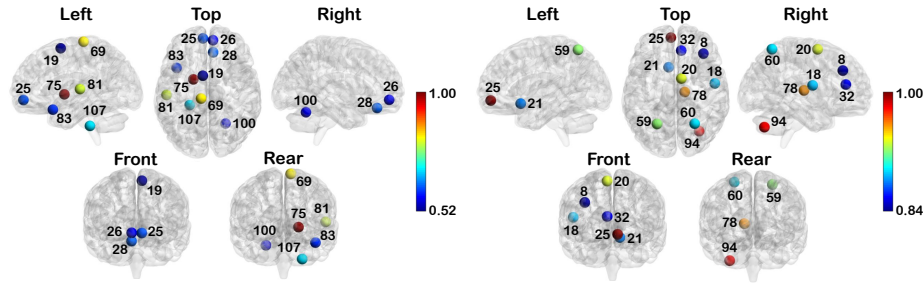 Left Top Right
69 19 25 75 81 83 107
25 26 28 83 19 75 81 69 107 100
100 26 28
1.00
0.52
Front Rear
19 26 25 28
69 75 81 100 107 83
Left Top Right
59 25 21
25 32 8 21 20 18 78 59 60 94
60 20 8 18 78 32 94
1.00
0.84
Front Rear
20 8 18 32 25 21
60 59 78 94